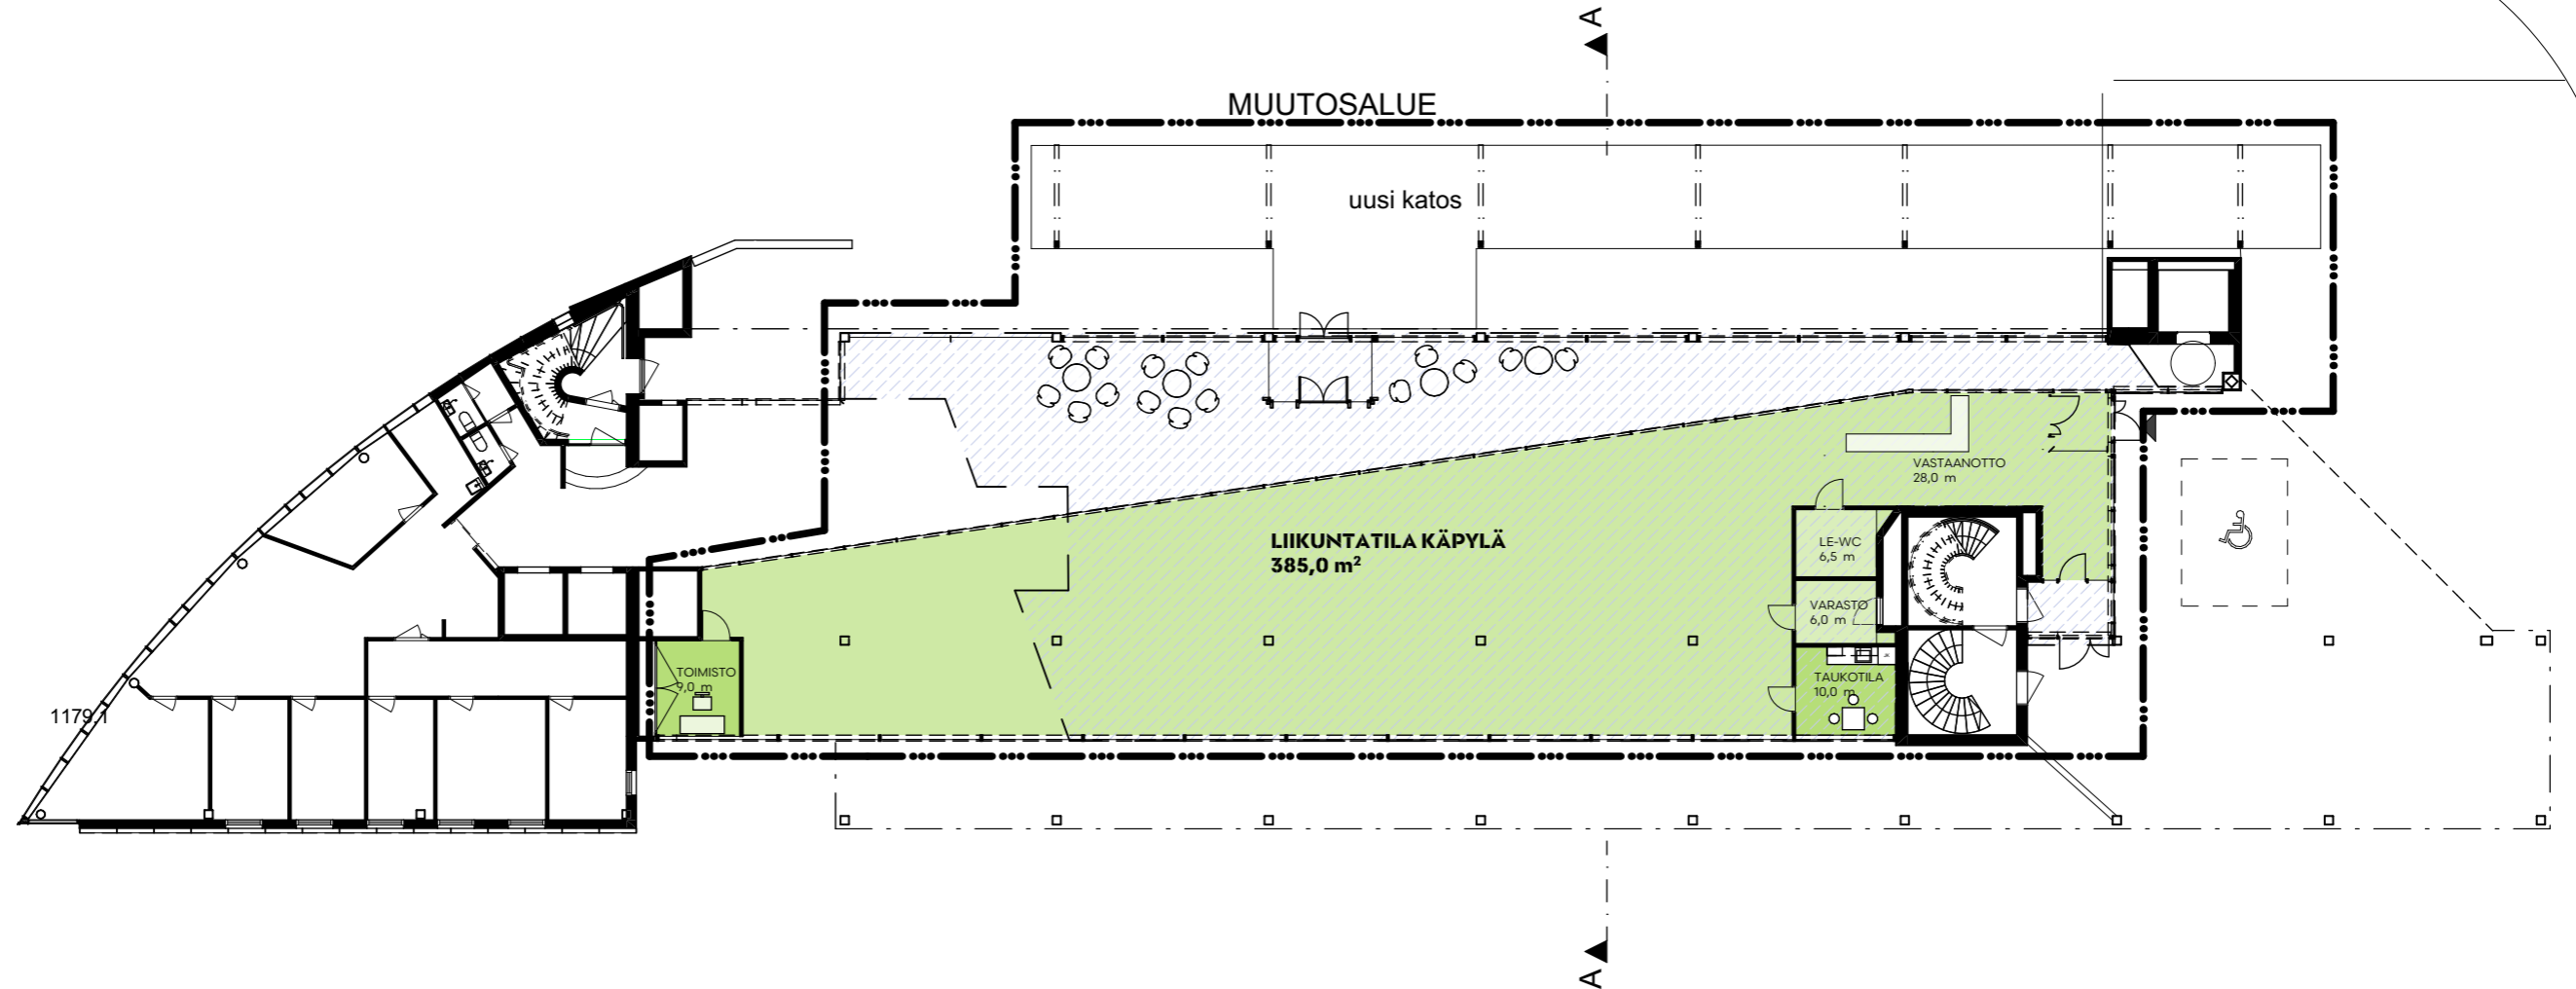 A
MUUTOSALUE
uusi katos
VASTAANOTTO
28,0 m
LIIKUNTATILA KÄPYLÄ
385,0 m²
LE-WC
6,5 m
VARASTO
6,0 m
TOIMISTO
9,0 m
TAUKOTILA
10,0 m
1179.1
A